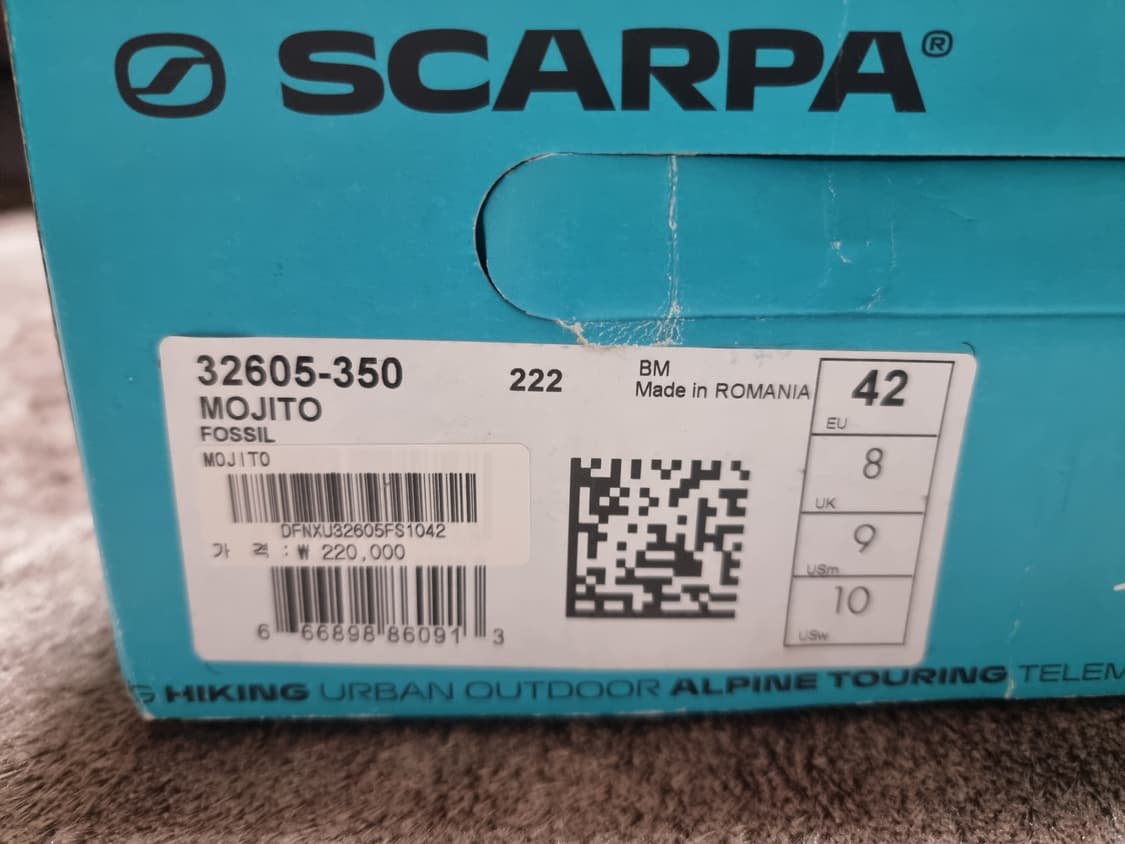 SCARPA®
32605-350
222
BM
Made in ROMANIA
MOJITO
FOSSIL
MOJITO
DFNXU32605FS1042
가 격 : ₩ 220,000
6 66898 86091 3
42
EU
8
UK
9
USm
10
USw
G HIKING URBAN OUTDOOR ALPINE TOURING TELEM